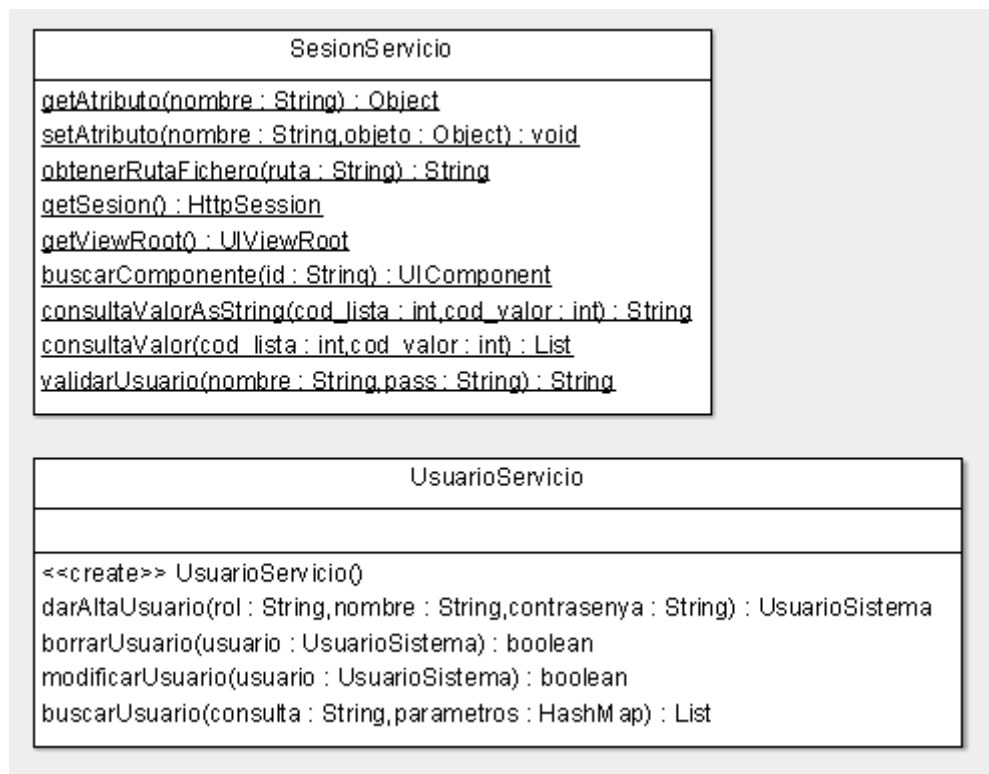 SesionServicio
getAtributo(nombre : String) : Object
setAtributo(nombre : String,objeto : Object) : void
obtenerRutaFichero(ruta : String) : String
getSesion() : HttpSession
getViewRoot() : UIViewRoot
buscarComponente(id : String) : UIComponent
consultaValorAsString(cod_lista : int,cod_valor : int) : String
consultaValor(cod_lista : int,cod_valor : int) : List
validarUsuario(nombre : String,pass : String) : String
UsuarioServicio
<<create>> UsuarioServicio()
darAltaUsuario(rol : String,nombre : String,contrasenya : String) : UsuarioSistema
borrarUsuario(usuario : UsuarioSistema) : boolean
modificarUsuario(usuario : UsuarioSistema) : boolean
buscarUsuario(consulta : String,parametros : HashMap) : List